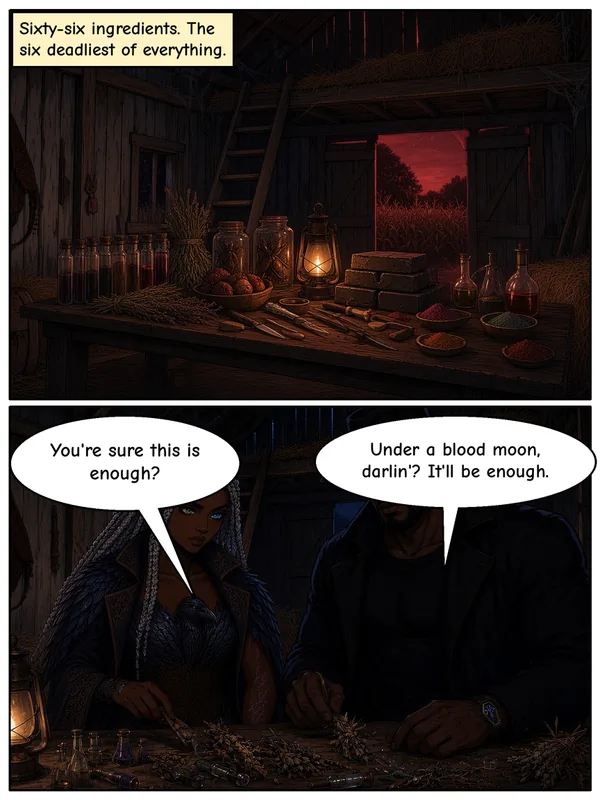 Sixty-six ingredients. The
six deadliest of everything.
You're sure this is
enough?
Under a blood moon,
darlin'? It'll be enough.